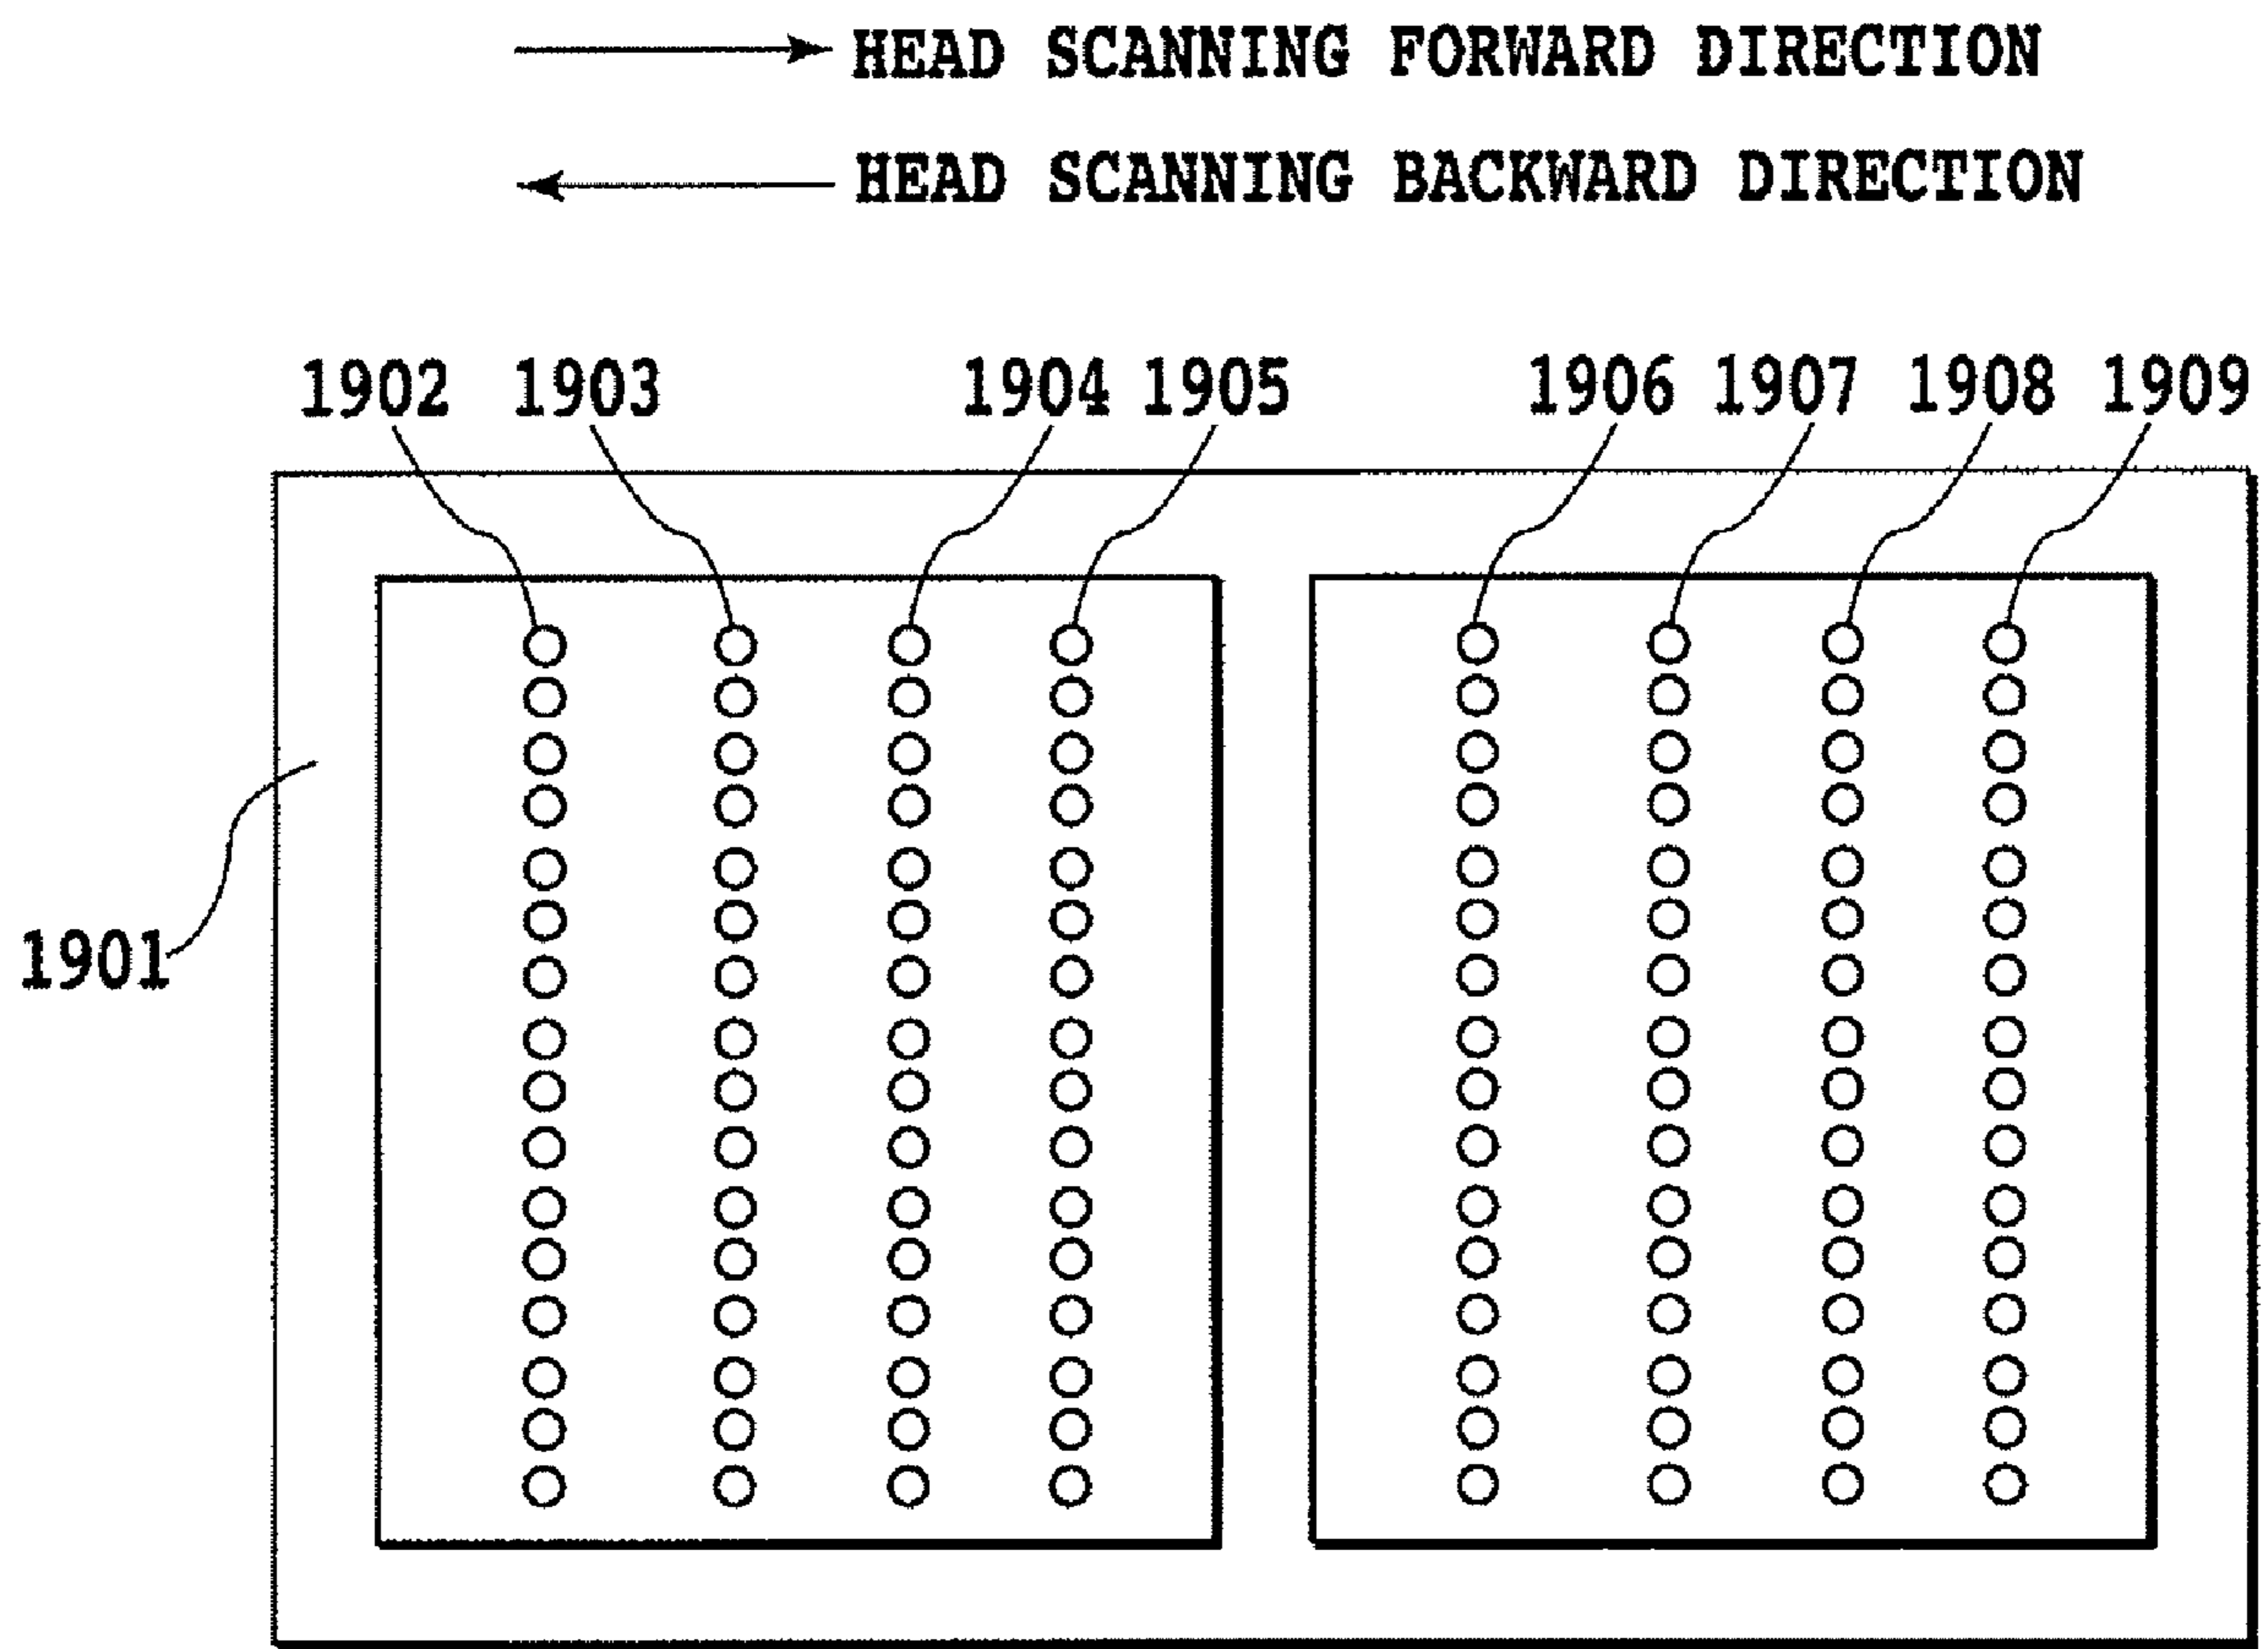 HEAD SCANNING FORWARD DIRECTION
HEAD SCANNING BACKWARD DIRECTION
1902 1903 1904 1905 1906 1907 1908 1909
1901